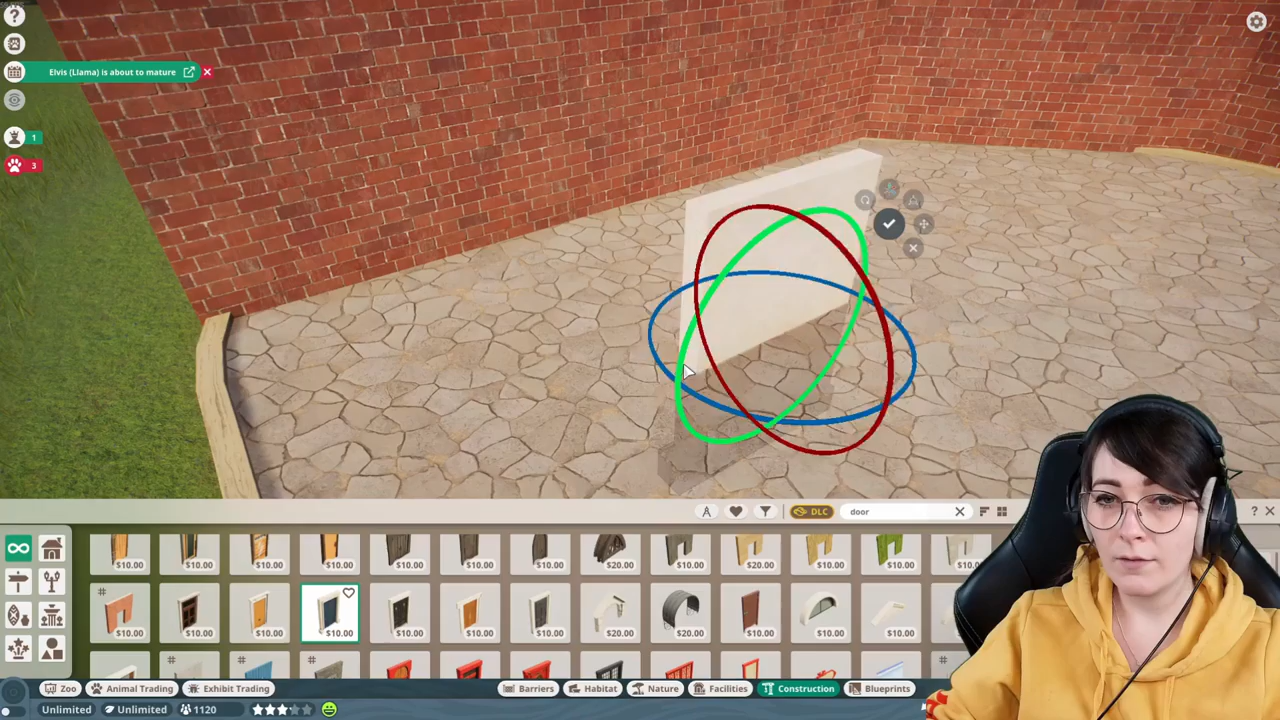 ?
Elvis (Llama) is about to mature
1
3
DLC
door
?
$10.00 $10.00 $10.00 $10.00 $10.00 $10.00 $10.00 $20.00 $10.00 $10.00 $10.00 $10.00 $10.0
$10.00 $10.00 $10.00 $10.00 $10.00 $10.00 $10.00 $20.00 $20.00 $10.00 $10.00 $10.00
Zoo Animal Trading Exhibit Trading Barriers Habitat Nature Facilities Construction Blueprints
Unlimited Unlimited 1120